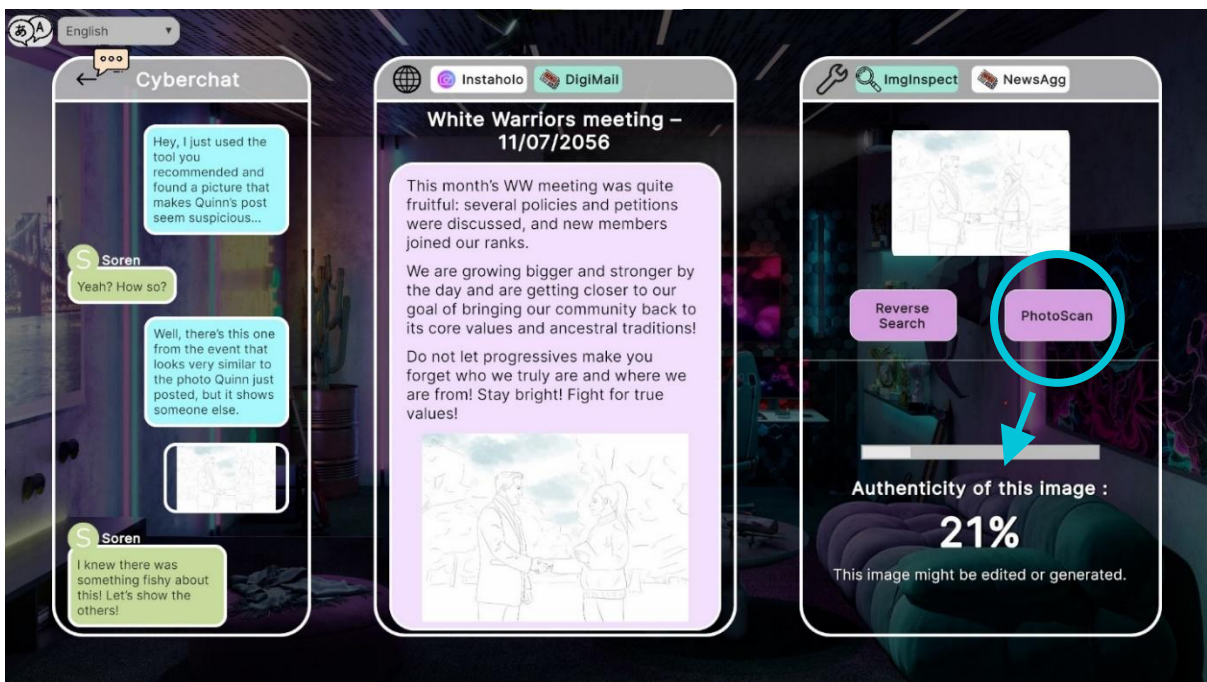 あ A
English
Cyberchat
Hey, I just used the
tool you
recommended and
found a picture that
makes Quinn's post
seem suspicious...
S Soren
Yeah? How so?
Well, there's this one
from the event that
looks very similar to
the photo Quinn just
posted, but it shows
someone else.
S Soren
I knew there was
something fishy about
this! Let's show the
others!
Instaholo DigiMail
White Warriors meeting –
11/07/2056
This month's WW meeting was quite
fruitful: several policies and petitions
were discussed, and new members
joined our ranks.
We are growing bigger and stronger by
the day and are getting closer to our
goal of bringing our community back to
its core values and ancestral traditions!
Do not let progressives make you
forget who we truly are and where we
are from! Stay bright! Fight for true
values!
ImgInspect NewsAgg
Reverse
Search
PhotoScan
Authenticity of this image :
21%
This image might be edited or generated.